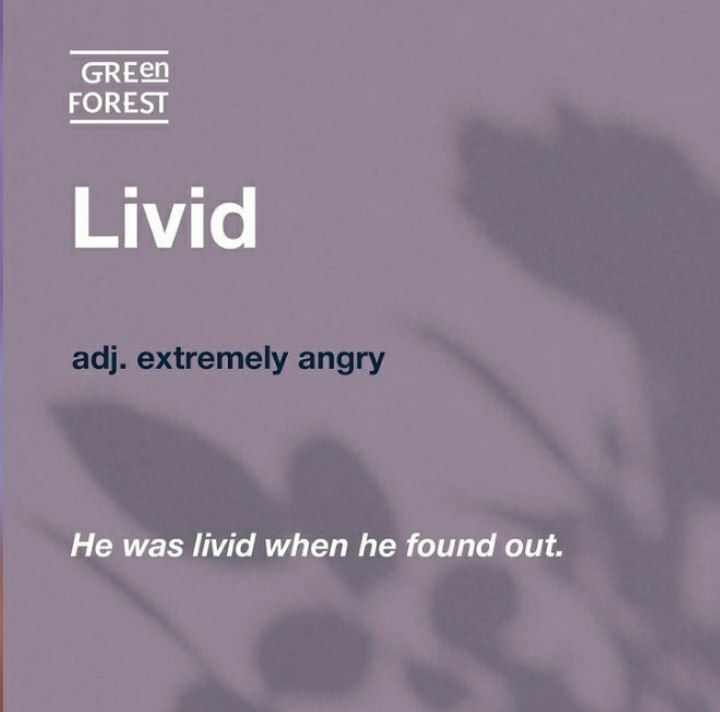 GREen
FOREST
Livid
adj. extremely angry
He was livid when he found out.